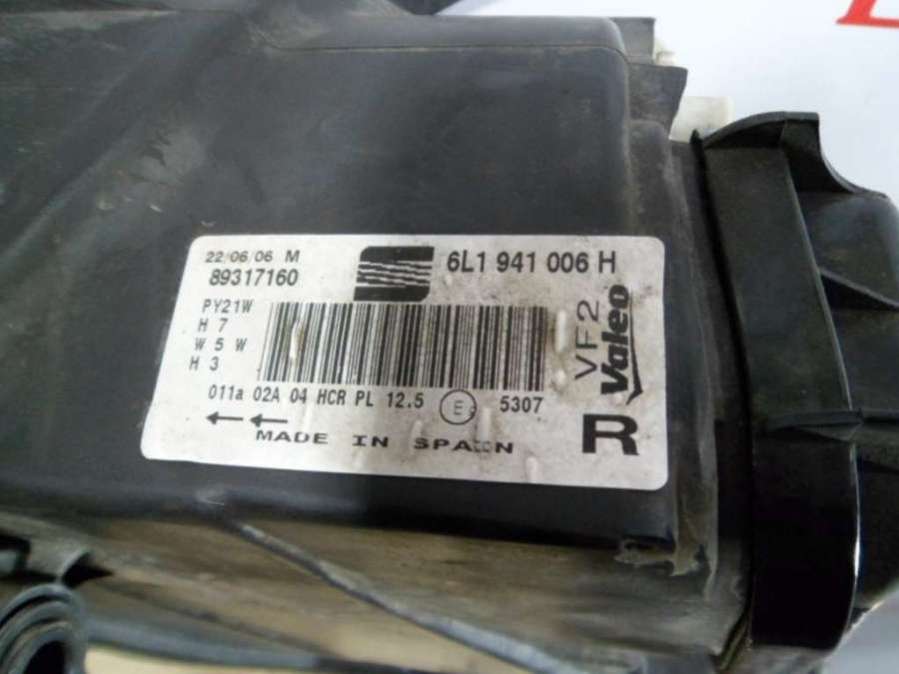 22/06/06 M
89317160
6L1 941 006 H
PY21W
H 7
W 5 W
H 3
VF2
Valeo
011a 02A 04 HCR PL 12.5 E 5307
R
MADE IN SPAIN